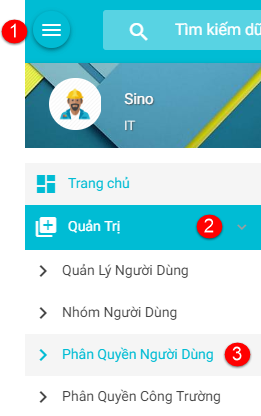 1
Tìm kiếm dữ
Sino
IT
Trang chủ
Quản Trị 2
Quản Lý Người Dùng
Nhóm Người Dùng
Phân Quyền Người Dùng 3
Phân Quyền Công Trường